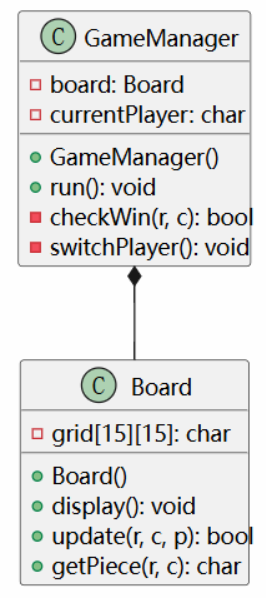 C GameManager
board: Board
currentPlayer: char
GameManager()
run(): void
checkWin(r, c): bool
switchPlayer(): void
C Board
grid[15][15]: char
Board()
display(): void
update(r, c, p): bool
getPiece(r, c): char